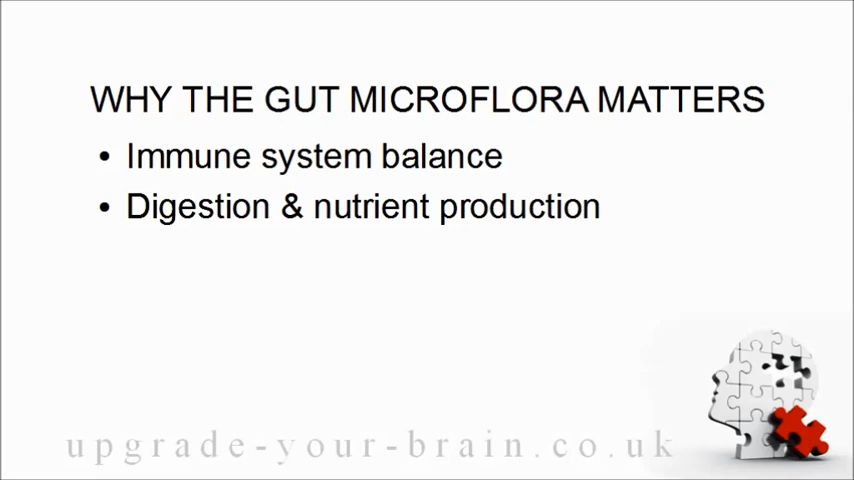 WHY THE GUT MICROFLORA MATTERS
• Immune system balance
• Digestion & nutrient production
upgrade-your-brain.co.uk